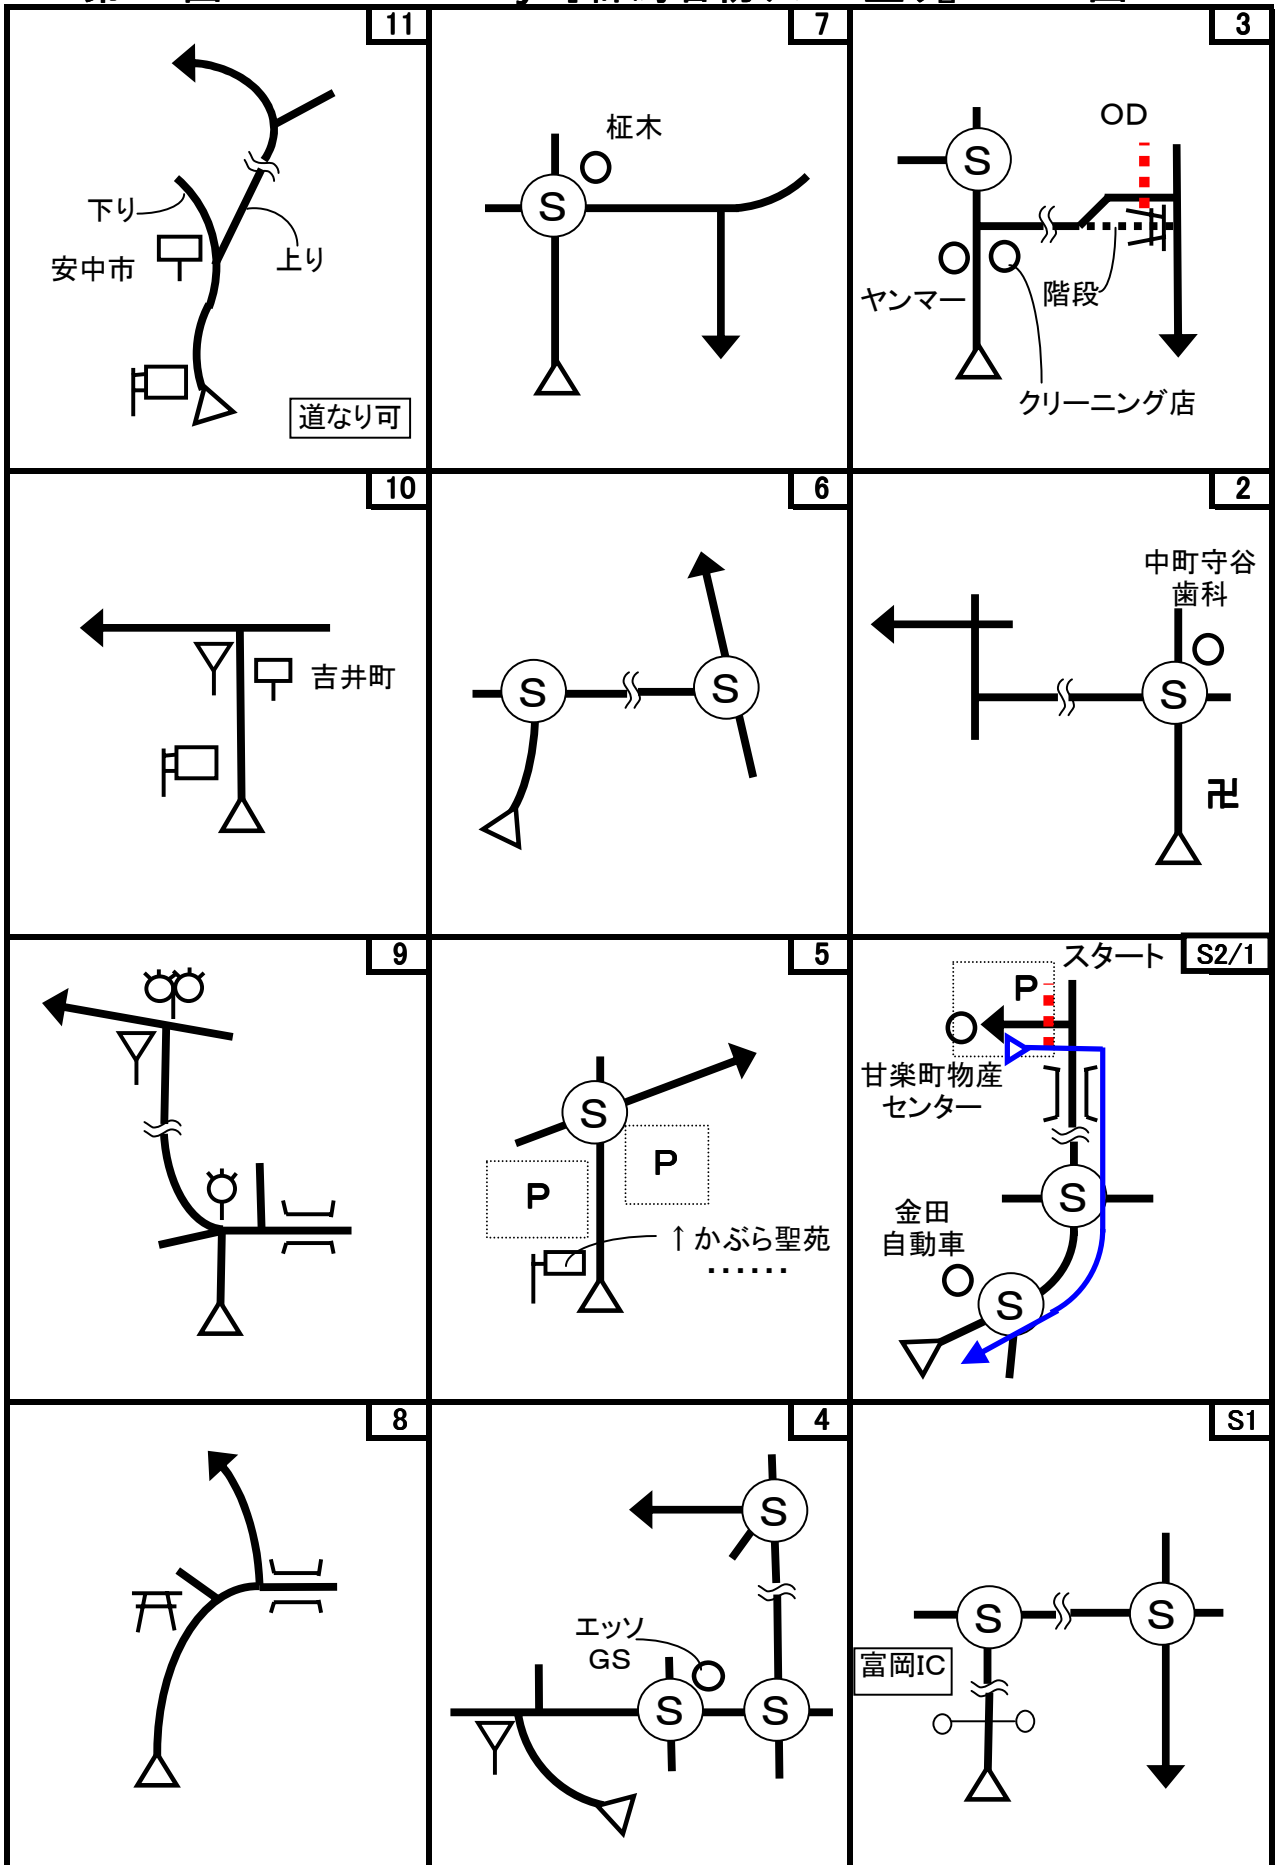 11
下り
上り
安中市
道なり可
7
柾木
S
3
OD
S
ヤンマー
階段
クリーニング店
10
吉井町
6
S
S
2
中町守谷
歯科
S
卍
9
5
S
P
P
↑かぶら聖苑
‥‥‥
S2/1
スタート
P
甘楽町物産
センター
S
金田
自動車
S
8
4
S
エッソ
GS
S
S
S1
S
S
富岡IC